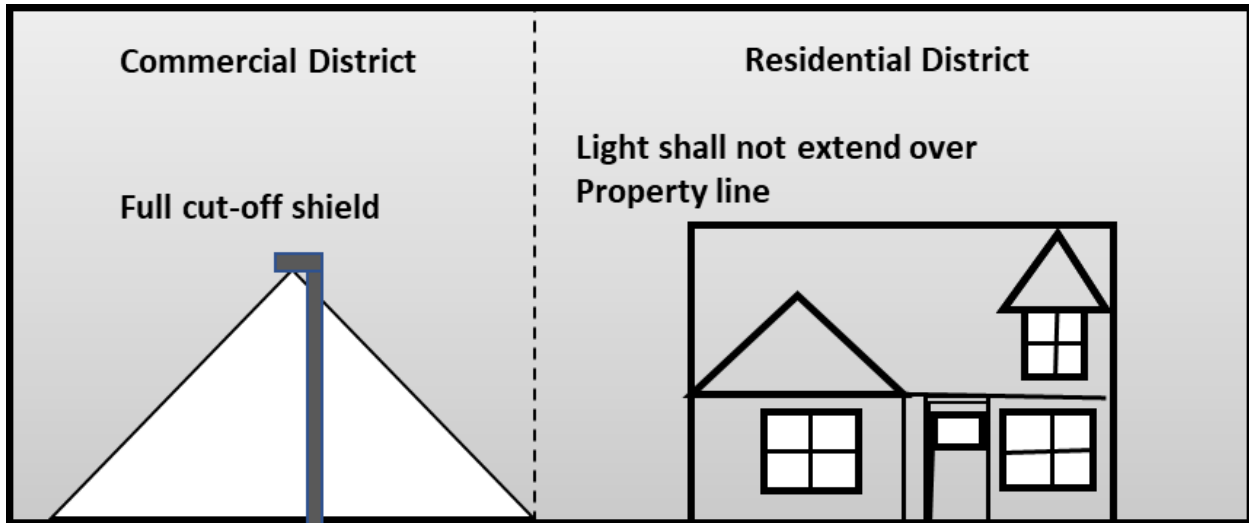 Commercial District
Residential District
Light shall not extend over
Property line
Full cut-off shield